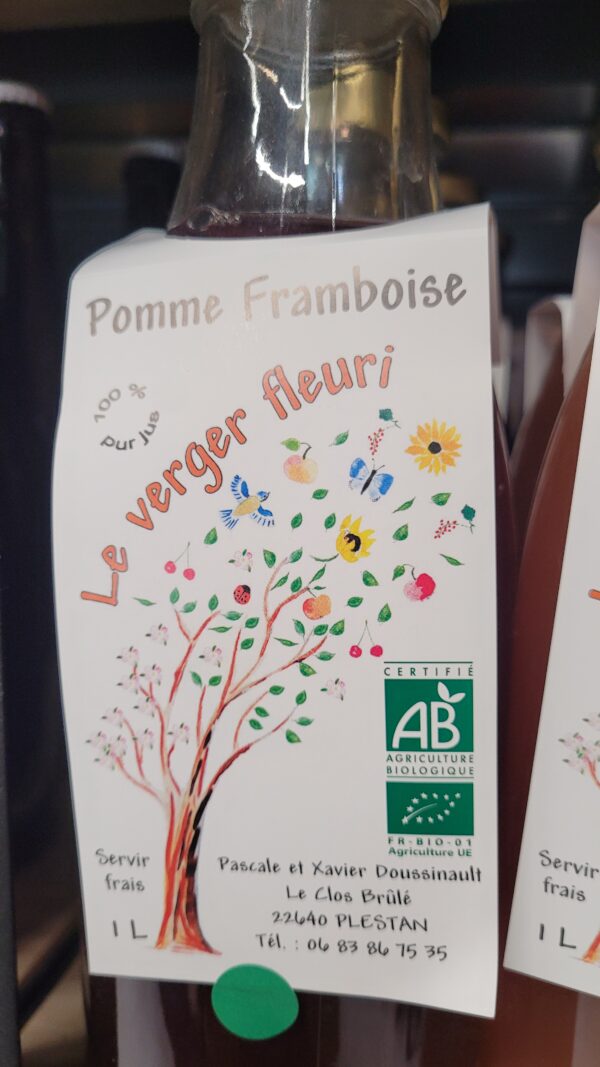 Pomme Framboise
100 %
pur jus
Le verger fleuri
CERTIFIÉ
AB
AGRICULTURE
BIOLOGIQUE
FR-BIO-01
Agriculture UE
Servir
frais
1 L
Pascale et Xavier Doussinault
Le Clos Brûlé
22640 PLESTAN
Tél. : 06 83 86 75 35
Servir
frais
1 L